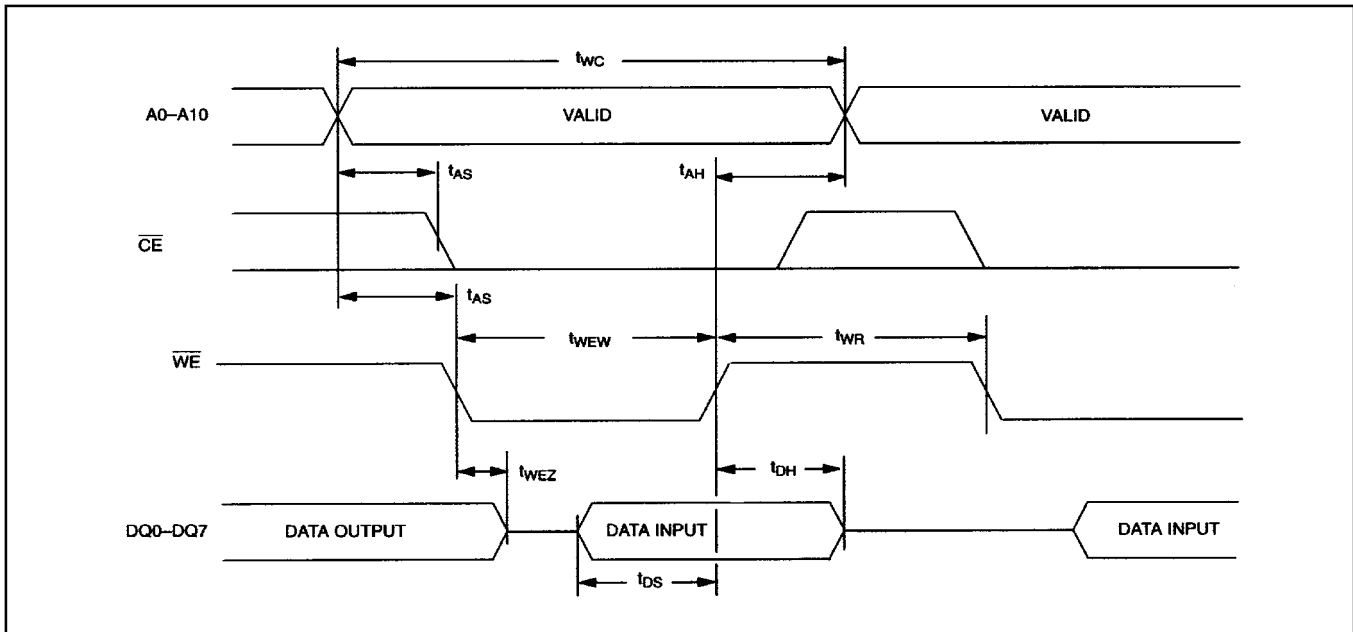 tWC
A0–A10
VALID
VALID
tAS
tAH
CE
tAS
tWEW
tWR
WE
tWEZ
tDH
DQ0–DQ7
DATA OUTPUT
DATA INPUT
DATA INPUT
tDS